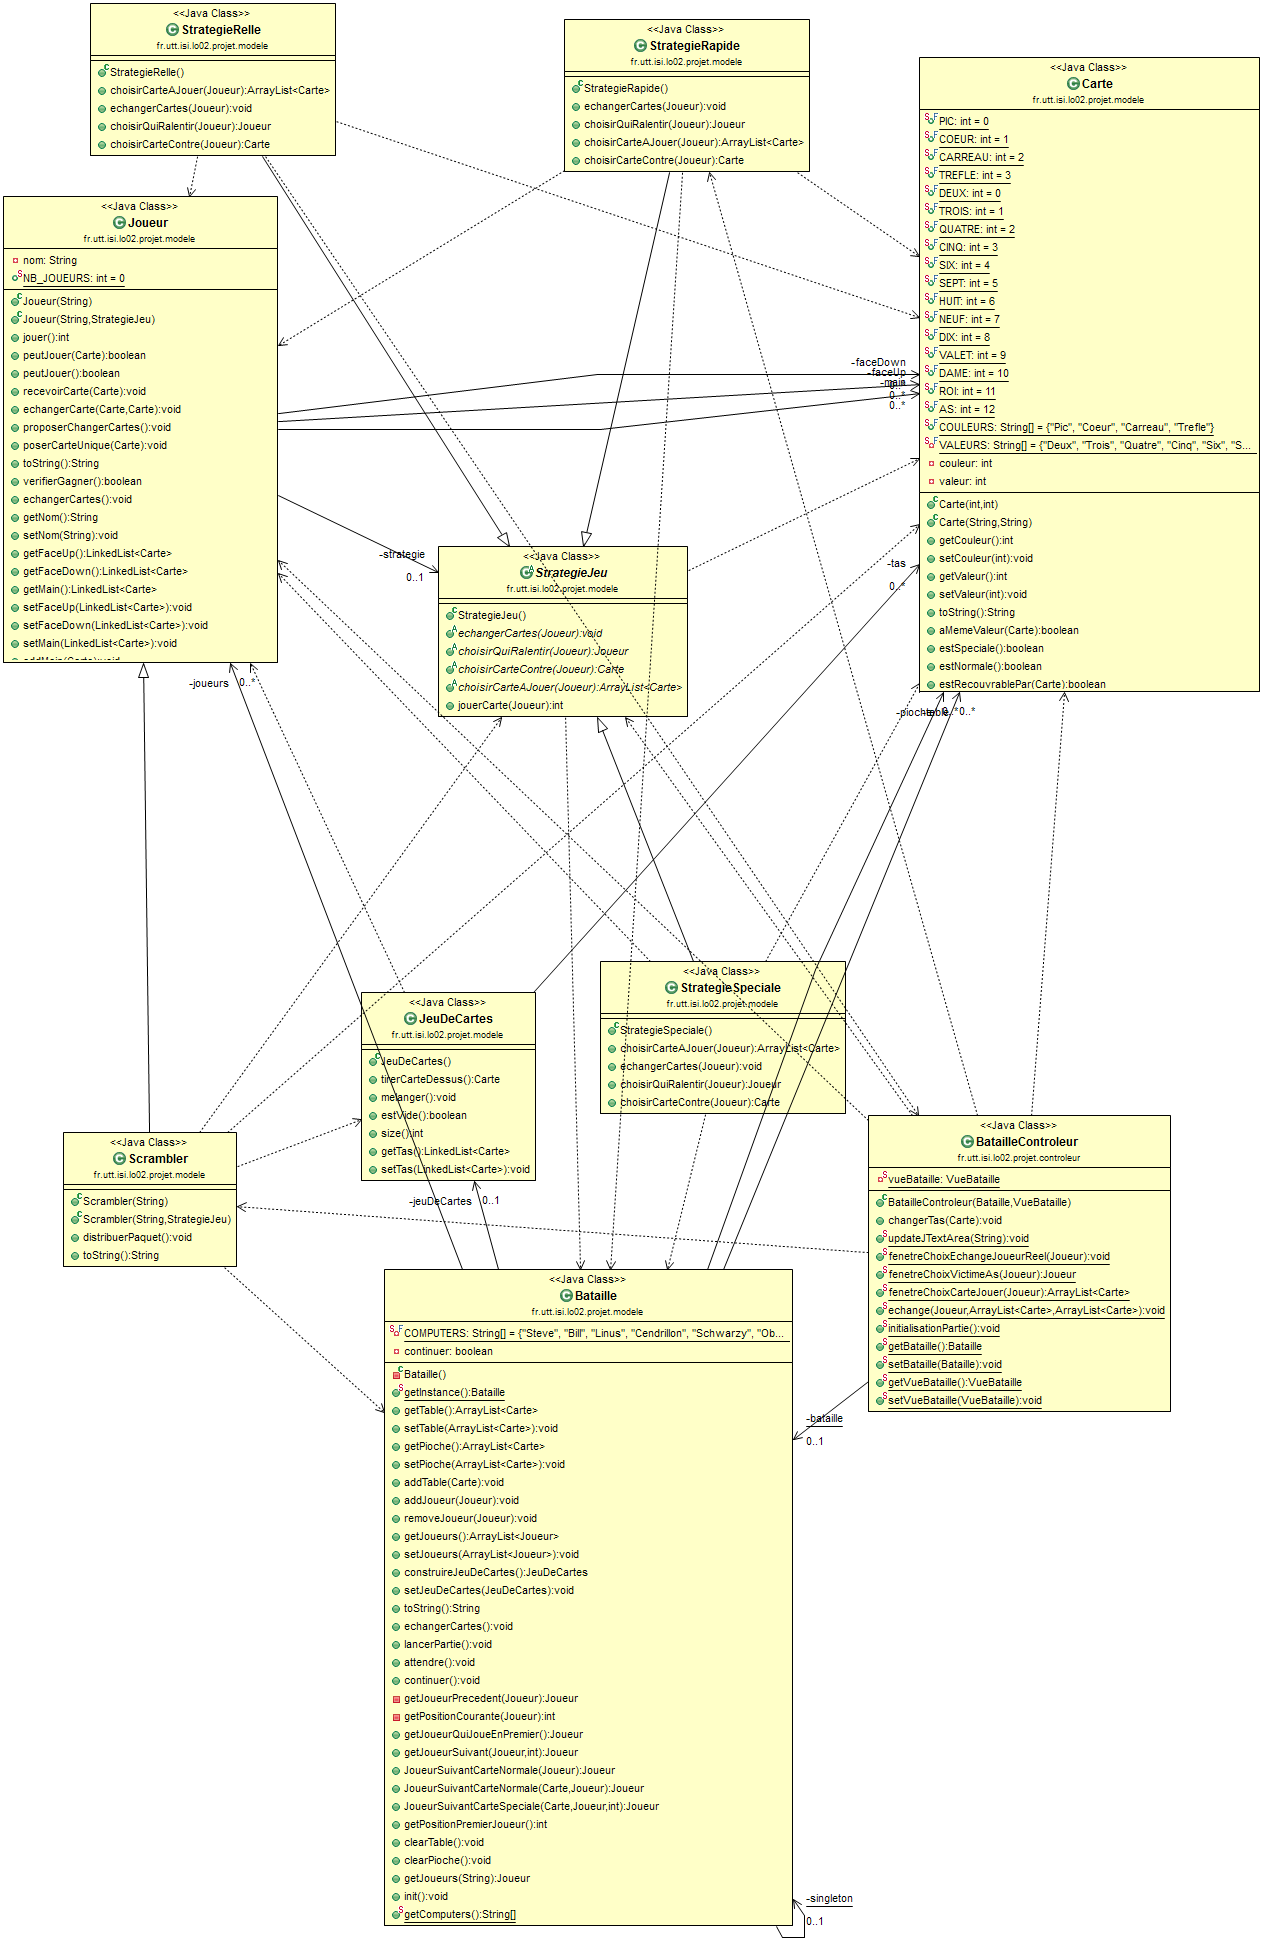 <<Java Class>>
StrategieRelle
fr.utt.isi.lo02.projet.modele
StrategieRelle()
choisirCarteAJouer(Joueur):ArrayList<Carte>
echangerCartes(Joueur):void
choisirQuiRalentir(Joueur):Joueur
choisirCarteContre(Joueur):Carte
<<Java Class>>
StrategieRapide
fr.utt.isi.lo02.projet.modele
StrategieRapide()
echangerCartes(Joueur):void
choisirQuiRalentir(Joueur):Joueur
choisirCarteAJouer(Joueur):ArrayList<Carte>
choisirCarteContre(Joueur):Carte
<<Java Class>>
Carte
fr.utt.isi.lo02.projet.modele
PIC: int = 0
COEUR: int = 1
CARREAU: int = 2
TREFLE: int = 3
DEUX: int = 0
TROIS: int = 1
QUATRE: int = 2
CINQ: int = 3
SIX: int = 4
SEPT: int = 5
HUIT: int = 6
NEUF: int = 7
DIX: int = 8
VALET: int = 9
DAME: int = 10
ROI: int = 11
AS: int = 12
COULEURS: String[] = {"Pic", "Coeur", "Carreau", "Trefle"}
VALEURS: String[] = {"Deux", "Trois", "Quatre", "Cinq", "Six", "S...
couleur: int
valeur: int
Carte(int,int)
Carte(String,String)
getCouleur():int
setCouleur(int):void
getValeur():int
setValeur(int):void
toString():String
aMemeValeur(Carte):boolean
estSpeciale():boolean
estNormale():boolean
estRecouvrablePar(Carte):boolean
<<Java Class>>
Joueur
fr.utt.isi.lo02.projet.modele
nom: String
NB_JOUEURS: int = 0
Joueur(String)
Joueur(String,StrategieJeu)
jouer():int
peutJouer(Carte):boolean
peutJouer():boolean
recevoirCarte(Carte):void
echangerCarte(Carte,Carte):void
proposerChangerCartes():void
poserCarteUnique(Carte):void
toString():String
verifierGagner():boolean
echangerCartes():void
getNom():String
setNom(String):void
getFaceUp():LinkedList<Carte>
getFaceDown():LinkedList<Carte>
getMain():LinkedList<Carte>
setFaceUp(LinkedList<Carte>):void
setFaceDown(LinkedList<Carte>):void
setMain(LinkedList<Carte>):void
-faceDown
-faceUp
-main
0..*
0..*
-strategie
0..1
<<Java Class>>
StrategieJeu
fr.utt.isi.lo02.projet.modele
StrategieJeu()
echangerCartes(Joueur):void
choisirQuiRalentir(Joueur):Joueur
choisirCarteContre(Joueur):Carte
choisirCarteAJouer(Joueur):ArrayList<Carte>
jouerCarte(Joueur):int
-tas
0..*
-joueurs
0..*
-pioche
0..*
0..*
<<Java Class>>
StrategieSpeciale
fr.utt.isi.lo02.projet.modele
StrategieSpeciale()
choisirCarteAJouer(Joueur):ArrayList<Carte>
echangerCartes(Joueur):void
choisirQuiRalentir(Joueur):Joueur
choisirCarteContre(Joueur):Carte
<<Java Class>>
JeuDeCartes
fr.utt.isi.lo02.projet.modele
JeuDeCartes()
tirerCarteDessus():Carte
melanger():void
estVide():boolean
size():int
getTas():LinkedList<Carte>
setTas(LinkedList<Carte>):void
-jeuDeCartes
0..1
<<Java Class>>
Scrambler
fr.utt.isi.lo02.projet.modele
Scrambler(String)
Scrambler(String,StrategieJeu)
distribuerPaquet():void
toString():String
<<Java Class>>
BatailleControleur
fr.utt.isi.lo02.projet.controleur
vueBataille: VueBataille
BatailleControleur(Bataille,VueBataille)
changerTas(Carte):void
updateJTextArea(String):void
fenetreChoixEchangeJoueurReel(Joueur):void
fenetreChoixVictimeAs(Joueur):Joueur
fenetreChoixCarteJouer(Joueur):ArrayList<Carte>
echange(Joueur,ArrayList<Carte>,ArrayList<Carte>):void
initialisationPartie():void
getBataille():Bataille
setBataille(Bataille):void
getVueBataille():VueBataille
setVueBataille(VueBataille):void
-bataille
0..1
<<Java Class>>
Bataille
fr.utt.isi.lo02.projet.modele
COMPUTERS: String[] = {"Steve", "Bill", "Linus", "Cendrillon", "Schwarzy", "Ob...
continuer: boolean
Bataille()
getInstance():Bataille
getTable():ArrayList<Carte>
setTable(ArrayList<Carte>):void
getPioche():ArrayList<Carte>
setPioche(ArrayList<Carte>):void
addTable(Carte):void
addJoueur(Joueur):void
removeJoueur(Joueur):void
getJoueurs():ArrayList<Joueur>
setJoueurs(ArrayList<Joueur>):void
construireJeuDeCartes():JeuDeCartes
setJeuDeCartes(JeuDeCartes):void
toString():String
echangerCartes():void
lancerPartie():void
attendre():void
continuer():void
getJoueurPrecedent(Joueur):Joueur
getPositionCourante(Joueur):int
getJoueurQuiJoueEnPremier():Joueur
getJoueurSuivant(Joueur,int):Joueur
JoueurSuivantCarteNormale(Joueur):Joueur
JoueurSuivantCarteNormale(Carte,Joueur):Joueur
JoueurSuivantCarteSpeciale(Carte,Joueur,int):Joueur
getPositionPremierJoueur():int
clearTable():void
clearPioche():void
getJoueurs(String):Joueur
init():void
getComputers():String[]
-singleton
0..1